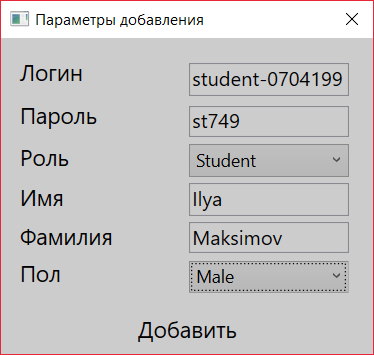 Параметры добавления
Логин student-0704199
Пароль st749
Роль Student
Имя Ilya
Фамилия Maksimov
Пол Male
Добавить